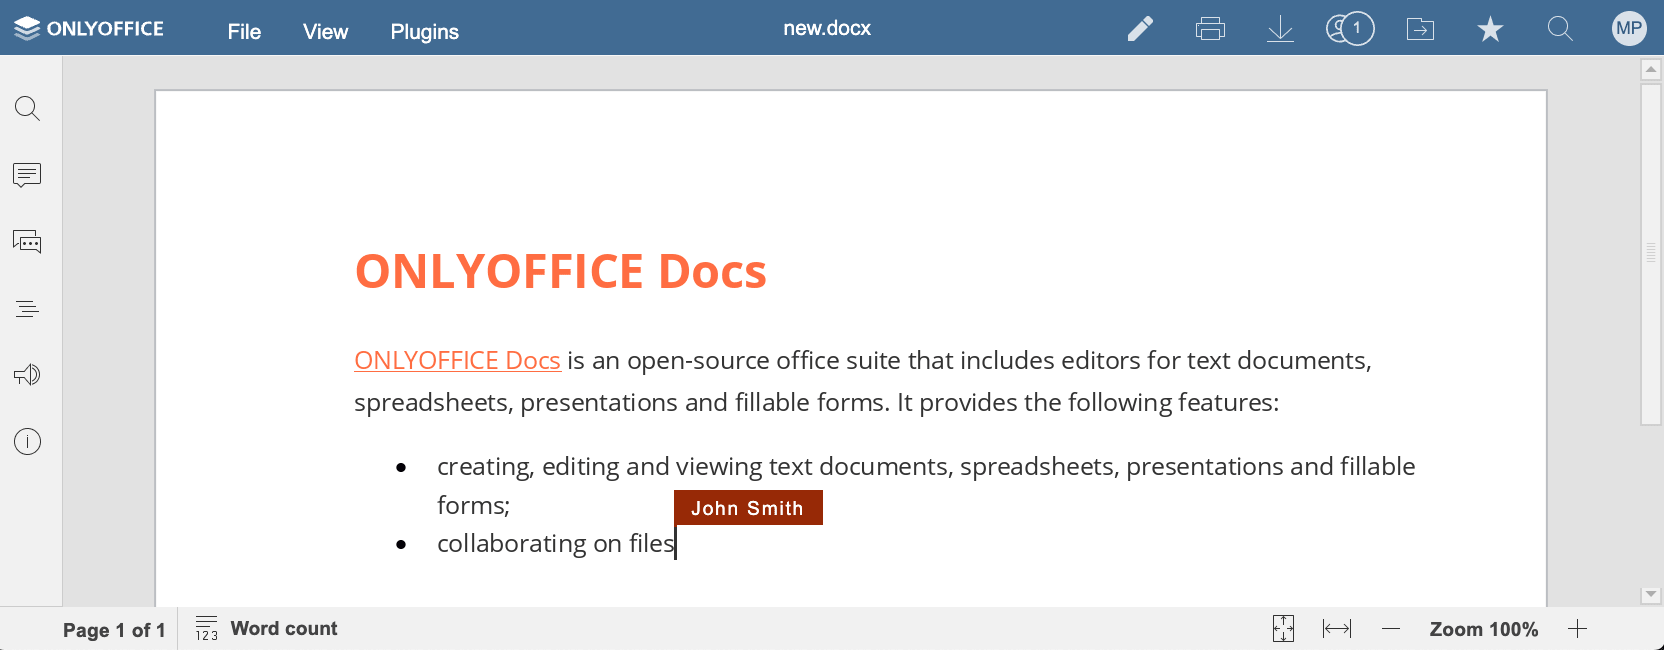 ONLYOFFICE File View Plugins new.docx 1 MP
ONLYOFFICE Docs
ONLYOFFICE Docs is an open-source office suite that includes editors for text documents,
spreadsheets, presentations and fillable forms. It provides the following features:
● creating, editing and viewing text documents, spreadsheets, presentations and fillable
forms;
John Smith
● collaborating on files
Page 1 of 1 123 Word count Zoom 100%